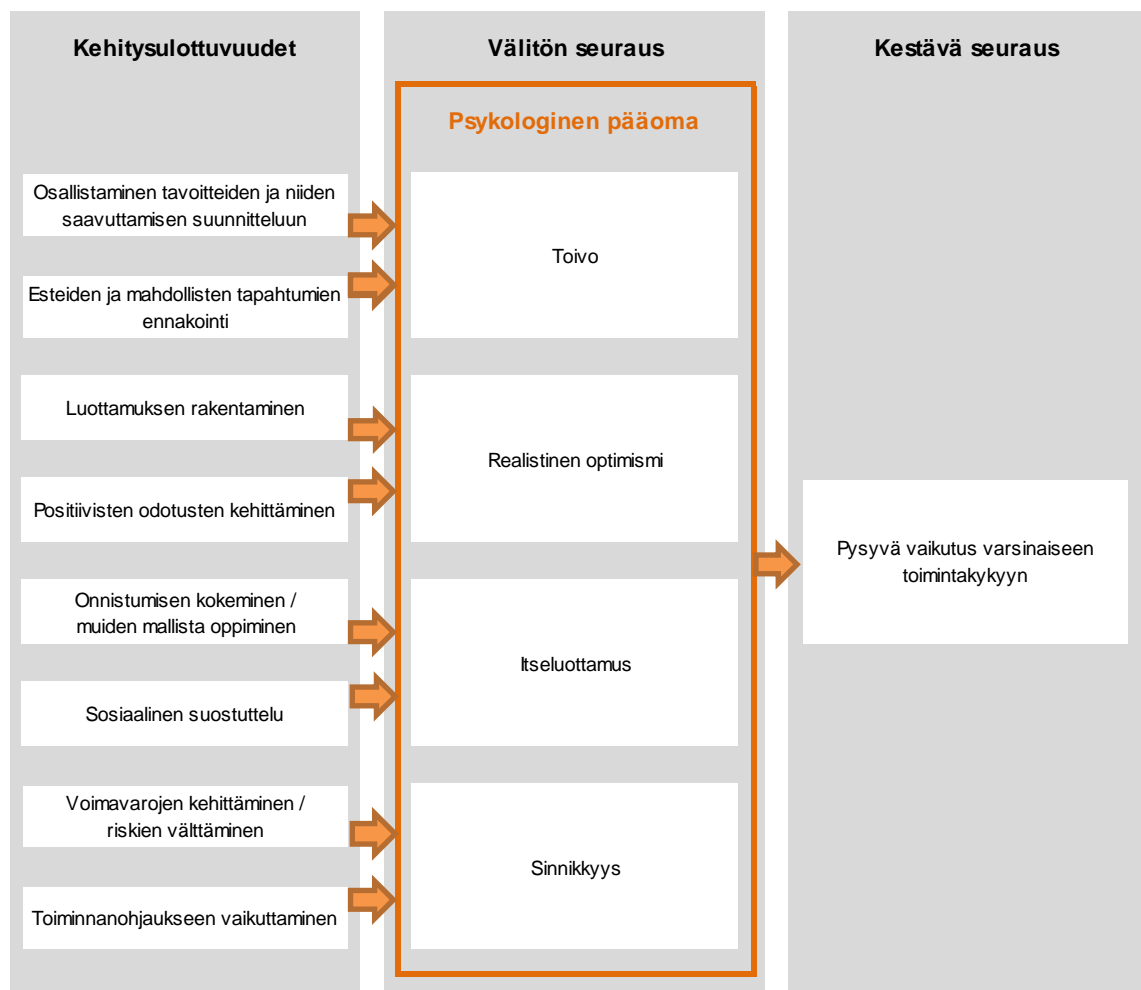 Kehitysulottuvuudet
Osallistaminen tavoitteiden ja niiden
saavuttamisen suunnitteluun
Esteiden ja mahdollisten tapahtumien
ennakointi
Luottamuksen rakentaminen
Positiivisten odotusten kehittäminen
Onnistumisen kokeminen /
muiden mallista oppiminen
Sosiaalinen suostuttelu
Voimavarojen kehittäminen /
riskien välttäminen
Toiminnanohjaukseen vaikuttaminen
Välitön seuraus
Psykologinen pääoma
Toivo
Realistinen optimismi
Itseluottamus
Sinnikkyys
Kestävä seuraus
Pysyvä vaikutus varsinaiseen
toimintakykyyn